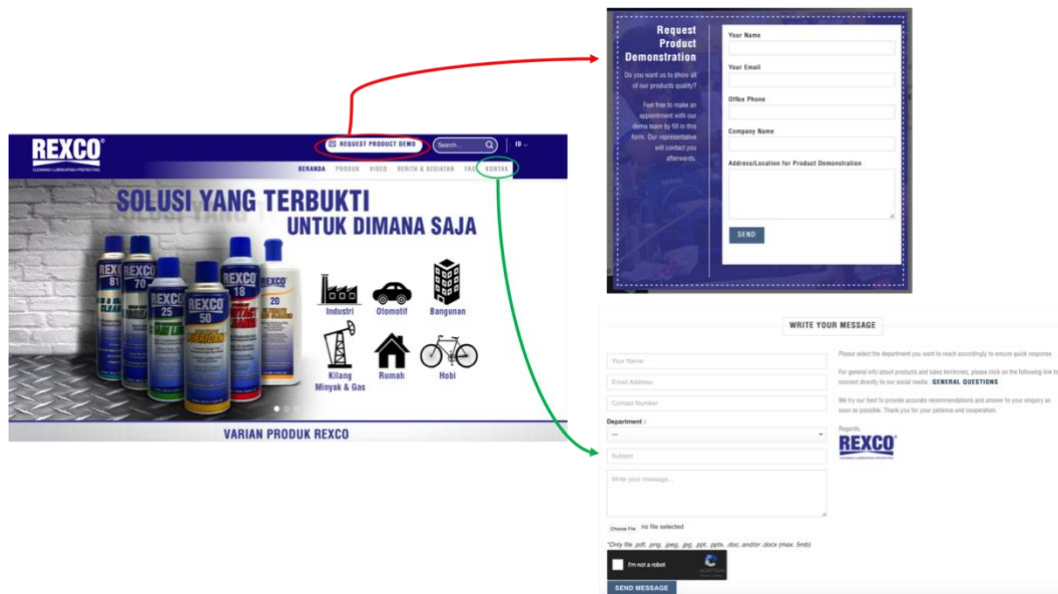 REXCO®
CLEANING • LUBRICATING • PROTECTING
REQUEST PRODUCT DEMO
Search...
ID
BERANDA PRODUK VIDEO BERITA & KEGIATAN FAQ KONTAK
SOLUSI YANG TERBUKTI
UNTUK DIMANA SAJA
REXCO
81
REXCO
70
REXCO
25
REXCO
50
REXCO
18
REXCO
20
Industri Otomotif Bangunan
Kilang
Minyak & Gas
Rumah Hobi
VARIAN PRODUK REXCO
Request
Product
Demonstration
Do you want us to show all
of our products quality?
Feel free to make an
appointment with our
demo team by fill in this
form. Our representative
will contact you
afterwards.
Your Name
Your Email
Office Phone
Company Name
Address/Location for Product Demonstration
SEND
WRITE YOUR MESSAGE
Your Name
Email Address
Contact Number
Department :
---
Subject
Write your message...
Choose File no file selected
*Only file .pdf, .png, .jpeg, .jpg, .ppt, .pptx, .doc, and/or .docx (max. 5mb)
I'm not a robot
SEND MESSAGE
Please select the department you want to reach accordingly to ensure quick response.
For general info about products and sales territories, please click on the following link to
connect directly to our social media : GENERAL QUESTIONS
We try our best to provide accurate recommendations and answer to your enquiry as
soon as possible. Thank you for your patience and cooperation.
Regards,
REXCO®
CLEANING • LUBRICATING • PROTECTING